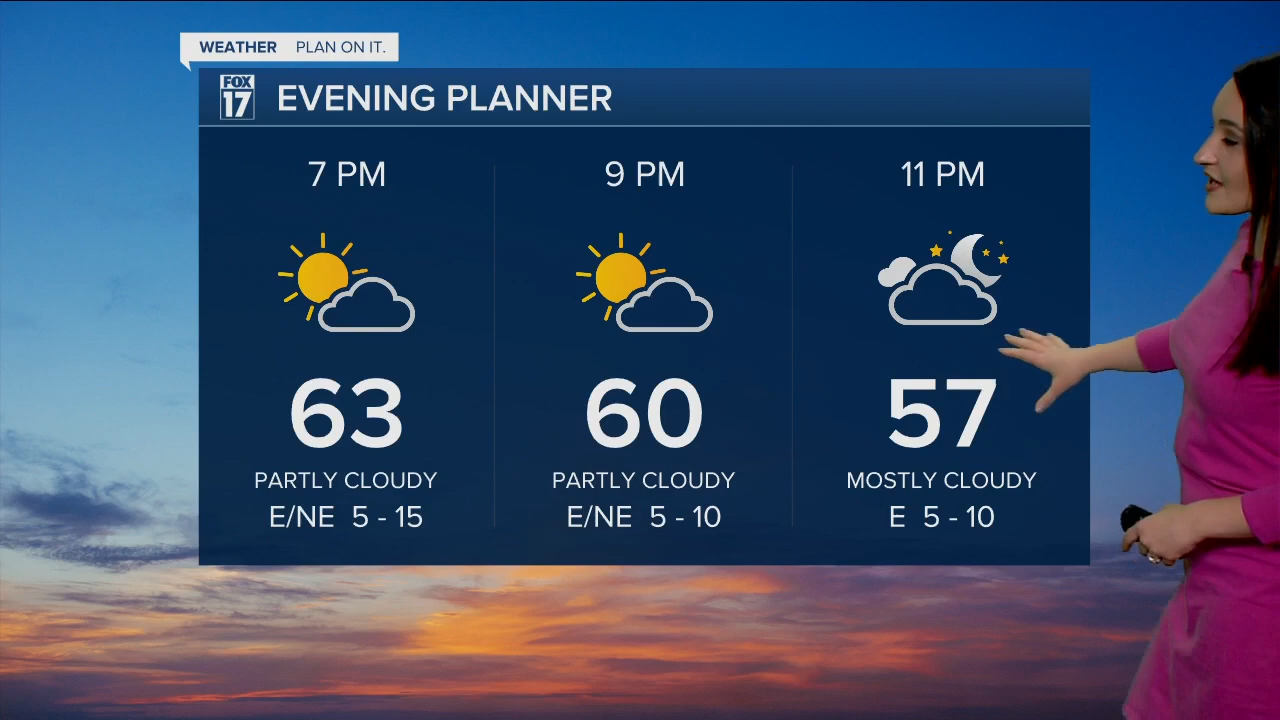 WEATHER PLAN ON IT.
FOX
17
EVENING PLANNER
7 PM
9 PM
11 PM
63
60
57
PARTLY CLOUDY
PARTLY CLOUDY
MOSTLY CLOUDY
E/NE 5 - 15
E/NE 5 - 10
E 5 - 10